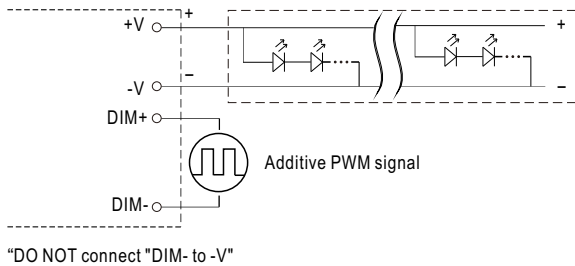 +V
+
+
-V
–
–
DIM+
Additive PWM signal
DIM-
“DO NOT connect "DIM- to -V"